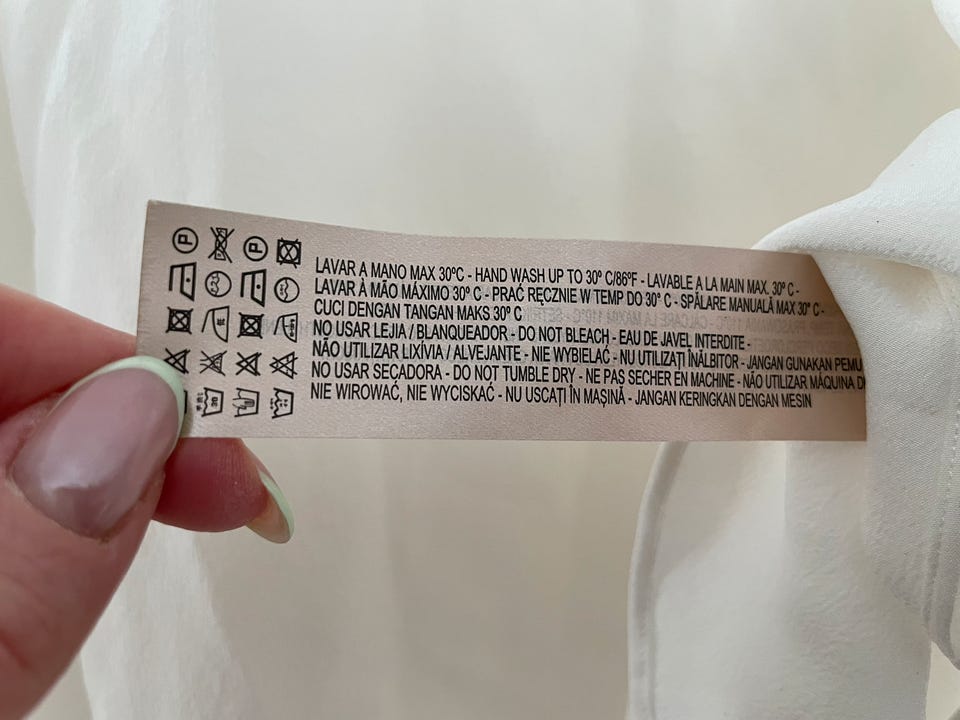 LAVAR A MANO MAX 30ºC - HAND WASH UP TO 30º C/86ºF - LAVABLE A LA MAIN MAX. 30º C -
LAVAR À MÃO MÁXIMO 30º C - PRAĆ RĘCZNIE W TEMP DO 30° C - SPĂLARE MANUALĂ MAX 30° C -
CUCI DENGAN TANGAN MAKS 30º C
NO USAR LEJIA / BLANQUEADOR - DO NOT BLEACH - EAU DE JAVEL INTERDITE -
NÃO UTILIZAR LIXÍVIA / ALVEJANTE - NIE WYBIELAĆ - NU UTILIZAȚI ÎNĂLBITOR - JANGAN GUNAKAN PEMU
NO USAR SECADORA - DO NOT TUMBLE DRY - NE PAS SECHER EN MACHINE - NÃO UTILIZAR MÁQUINA D
NIE WIROWAĆ, NIE WYCISKAĆ - NU USCAȚI ÎN MAȘINĂ - JANGAN KERINGKAN DENGAN MESIN